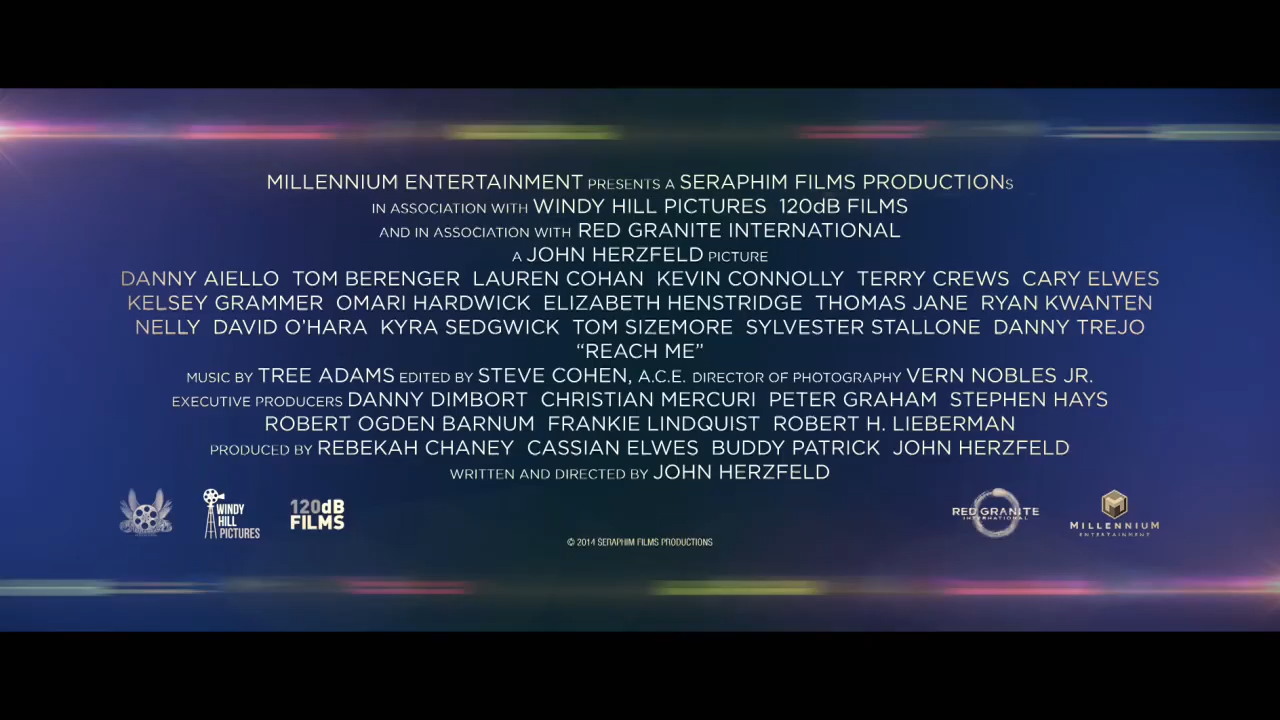 MILLENNIUM ENTERTAINMENT PRESENTS A SERAPHIM FILMS PRODUCTIONS
IN ASSOCIATION WITH WINDY HILL PICTURES 120dB FILMS
AND IN ASSOCIATION WITH RED GRANITE INTERNATIONAL
A JOHN HERZFELD PICTURE
DANNY AIELLO TOM BERENGER LAUREN COHAN KEVIN CONNOLLY TERRY CREWS CARY ELWES
KELSEY GRAMMER OMARI HARDWICK ELIZABETH HENSTRIDGE THOMAS JANE RYAN KWANTEN
NELLY DAVID O’HARA KYRA SEDGWICK TOM SIZEMORE SYLVESTER STALLONE DANNY TREJO
“REACH ME”
MUSIC BY TREE ADAMS EDITED BY STEVE COHEN, A.C.E. DIRECTOR OF PHOTOGRAPHY VERN NOBLES JR.
EXECUTIVE PRODUCERS DANNY DIMBORT CHRISTIAN MERCURI PETER GRAHAM STEPHEN HAYS
ROBERT OGDEN BARNUM FRANKIE LINDQUIST ROBERT H. LIEBERMAN
PRODUCED BY REBEKAH CHANEY CASSIAN ELWES BUDDY PATRICK JOHN HERZFELD
WRITTEN AND DIRECTED BY JOHN HERZFELD
WINDY
HILL
PICTURES
120dB
FILMS
RED GRANITE
INTERNATIONAL
MILLENNIUM
ENTERTAINMENT
© 2014 SERAPHIM FILMS PRODUCTIONS